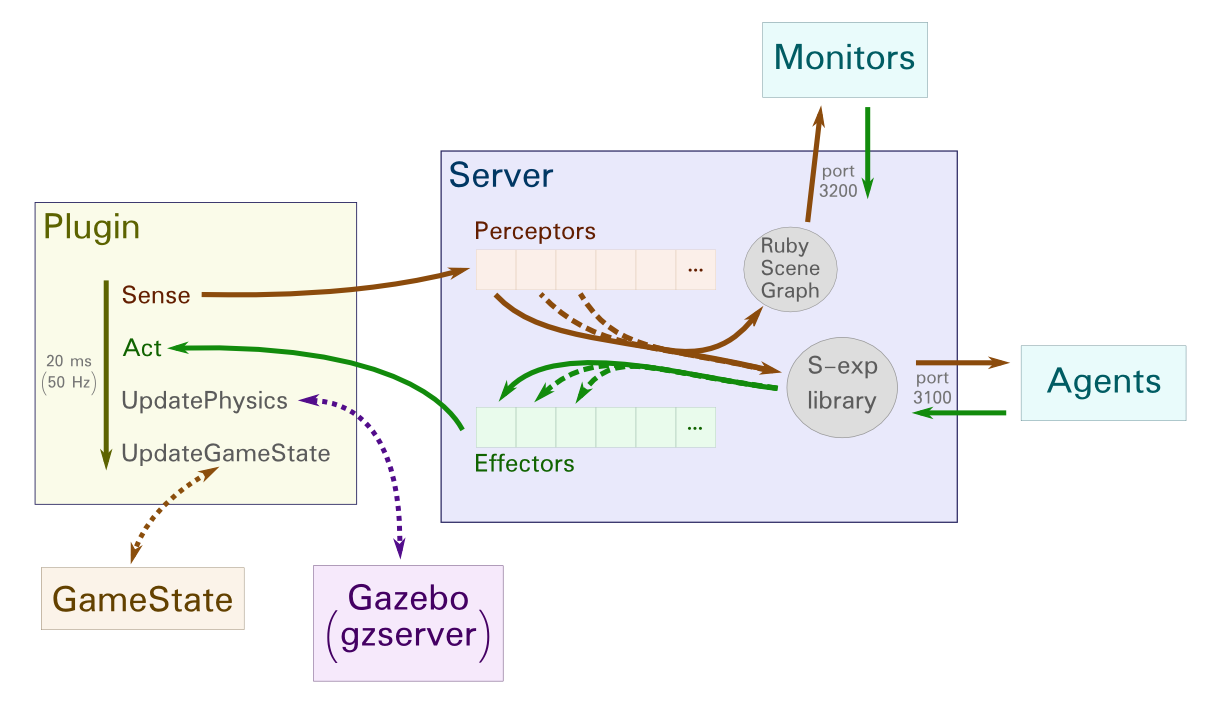 Monitors
port
3200
Server
Perceptors
...
Ruby
Scene
Graph
Plugin
Sense
Act
20 ms
(50 Hz)
UpdatePhysics
UpdateGameState
S-exp
library
port
3100
Agents
...
Effectors
GameState
Gazebo
(gzserver)